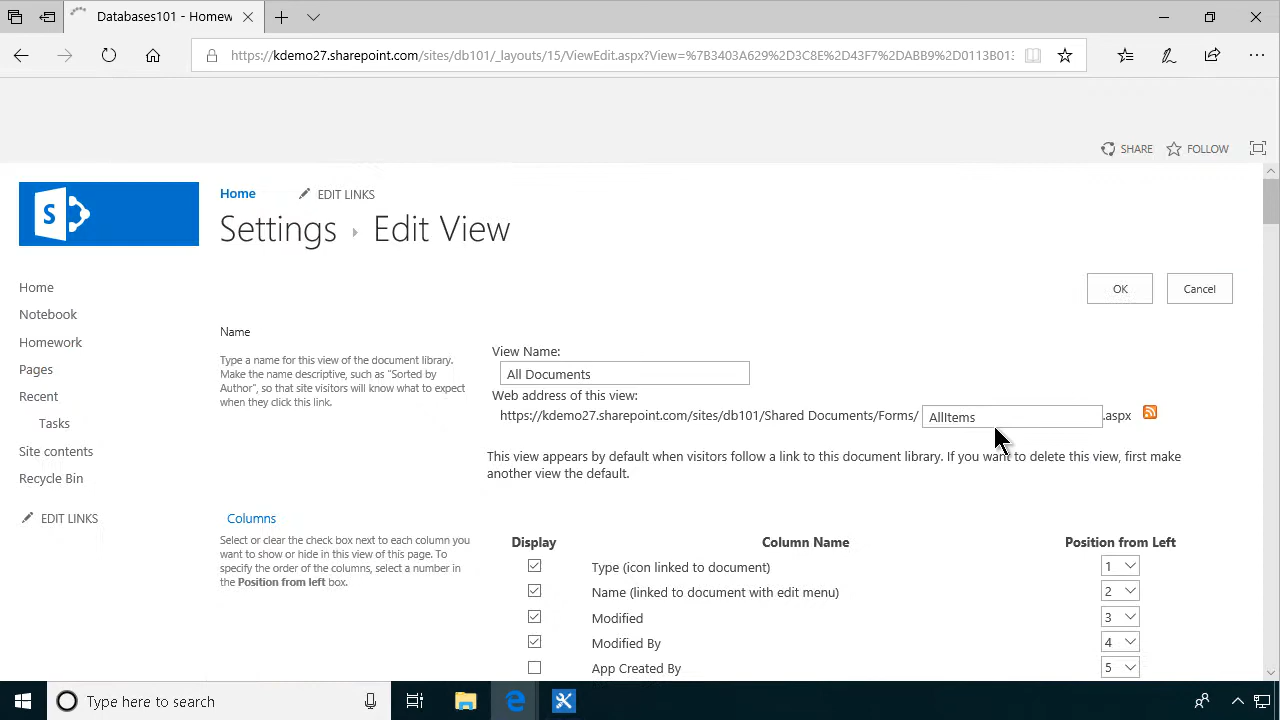 Databases101 - Homew
https://kdemo27.sharepoint.com/sites/db101/_layouts/15/ViewEdit.aspx?View=%7B3403A629%2D3C8E%2D43F7%2DABB9%2D0113B013
SHARE
FOLLOW
S
Home
EDIT LINKS
Settings
Edit View
OK
Cancel
Home
Notebook
Homework
Pages
Recent
Tasks
Site contents
Recycle Bin
EDIT LINKS
Name
Type a name for this view of the document library.
Make the name descriptive, such as "Sorted by
Author", so that site visitors will know what to expect
when they click this link.
View Name:
All Documents
Web address of this view:
https://kdemo27.sharepoint.com/sites/db101/Shared Documents/Forms/ AllItems .aspx
This view appears by default when visitors follow a link to this document library. If you want to delete this view, first make
another view the default.
Columns
Select or clear the check box next to each column you
want to show or hide in this view of this page. To
specify the order of the columns, select a number in
the Position from left box.
Display Column Name Position from Left
Type (icon linked to document) 1
Name (linked to document with edit menu) 2
Modified 3
Modified By 4
App Created By 5
Type here to search